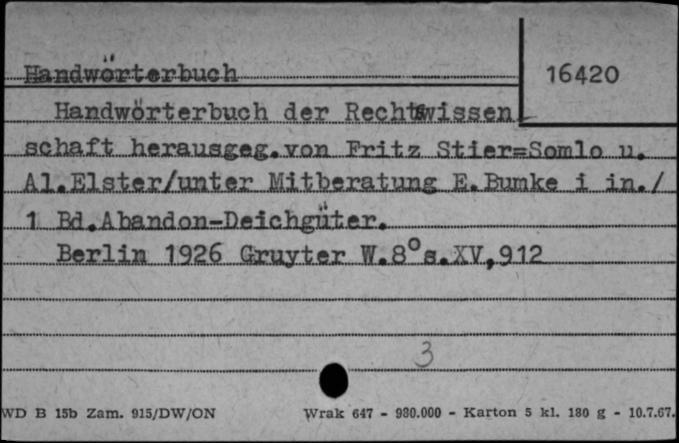 Handwörterbuch
16420
Handwörterbuch der Rechtswissen
schaft herausgeg.von Fritz Stier=Somlo u.
Al.Elster/unter Mitberatung E.Bumke i in./
1 Bd.Abandon-Deichgüter.
Berlin 1926 Gruyter W.8° s.XV,912
3
WD B 15b Zam. 915/DW/ON Wrak 647 - 980.000 - Karton 5 kl. 180 g - 10.7.67.